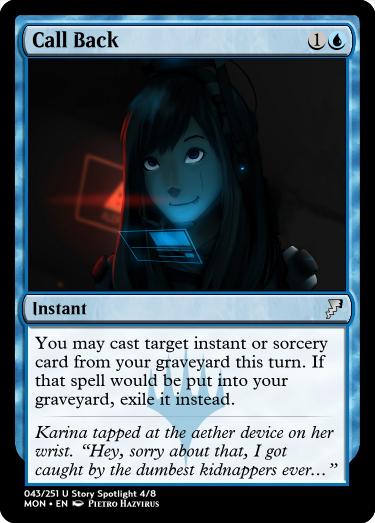 Call Back
1
Instant
You may cast target instant or sorcery
card from your graveyard this turn. If
that spell would be put into your
graveyard, exile it instead.
Karina tapped at the aether device on her
wrist. “Hey, sorry about that, I got
caught by the dumbest kidnappers ever…”
043/251 U Story Spotlight 4/8
MON • EN Pietro Hazvirus